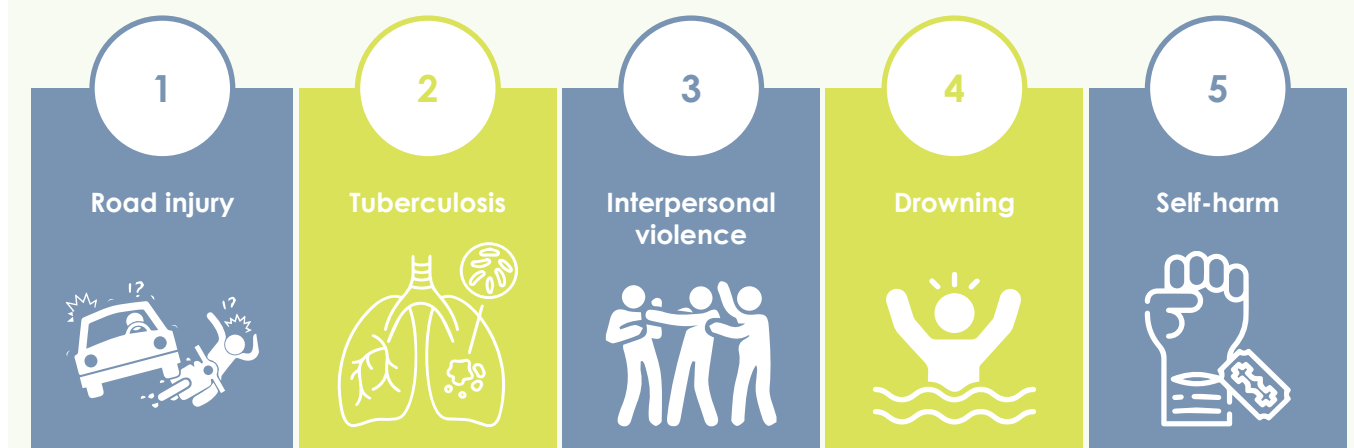 1
Road injury
!?
!?
2
Tuberculosis
3
Interpersonal
violence
4
Drowning
5
Self-harm